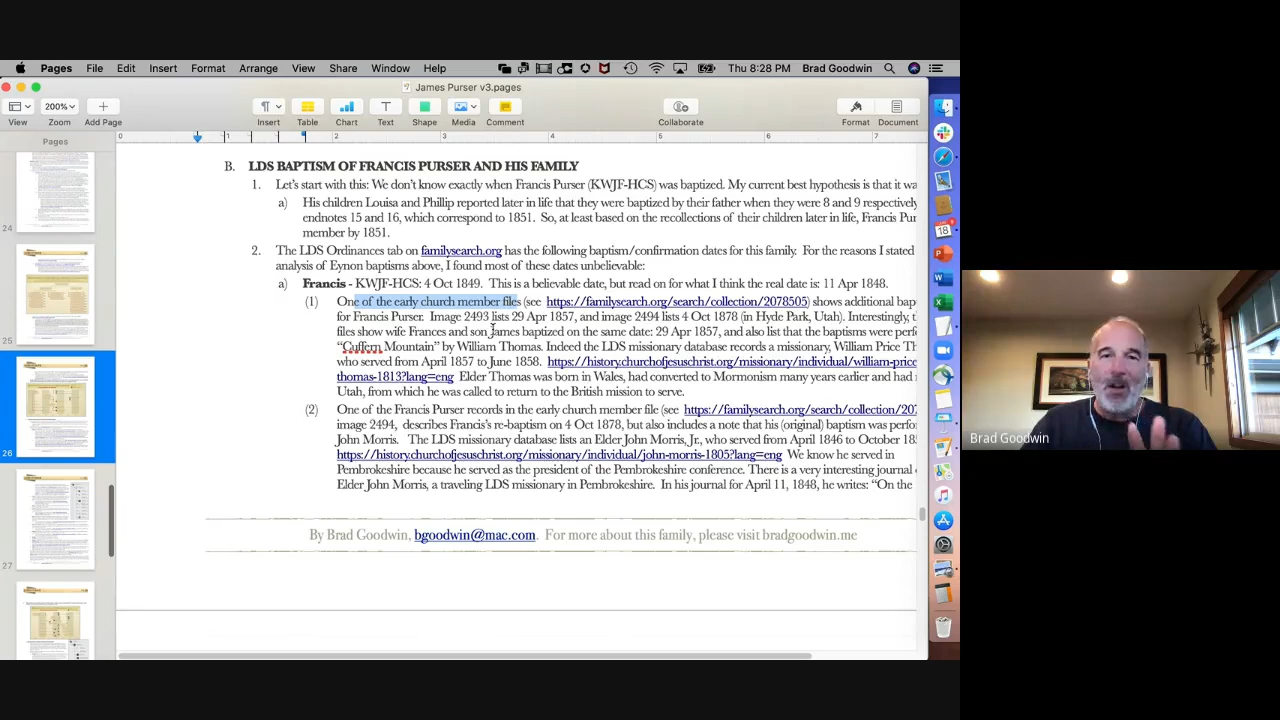 Pages File Edit Insert Format Arrange View Share Window Help Thu 8:28 PM Brad Goodwin
James Purser v3.pages
200%
View Zoom Add Page Insert Table Chart Text Shape Media Comment Collaborate Format Document
Pages
0 1 2 3 4 5 6 7
B. LDS BAPTISM OF FRANCIS PURSER AND HIS FAMILY
1. Let's start with this: We don't know exactly when Francis Purser (KWJF-HCS) was baptized. My current best hypothesis is that it wa
a) His children Louisa and Phillip reported later in life that they were baptized by their father when they were 8 and 9 respectively
endnotes 15 and 16, which correspond to 1851. So, at least based on the recollections of their children later in life, Francis Pur
member by 1851.
2. The LDS Ordinances tab on familysearch.org has the following baptism/confirmation dates for this family. For the reasons I stated
analysis of Eynon baptisms above, I found most of these dates unbelievable:
a) Francis - KWJF-HCS: 4 Oct 1849. This is a believable date, but read on for what I think the real date is: 11 Apr 1848.
(1) One of the early church member files (see https://familysearch.org/search/collection/2078505) shows additional bap
for Francis Purser. Image 2493 lists 29 Apr 1857, and image 2494 lists 4 Oct 1878 (in Hyde Park, Utah). Interestingly, t
files show wife Frances and son James baptized on the same date: 29 Apr 1857, but also list that the baptisms were perf
"Cuffern Mountain" by William Thomas. Indeed the LDS missionary database records a missionary, William Price Th
who served from April 1856 to June 1858. https://history.churchofjesuschrist.org/missionary/individual/william-price-
thomas-1813?lang=eng Elder Thomas was born in Wales, had converted to Mormonism many years earlier and had
Utah, from which he was called to return to the British mission to serve.
(2) One of the Francis Purser records in the early church member file (see https://familysearch.org/search/collection/207
image 2494, describes Francis' re-baptism on 4 Oct 1878, but also includes a note that his (original) baptism was perf
John Morris. The LDS missionary database lists an Elder John Morris, Jr., who served from April 1846 to October 18
https://history.churchofjesuschrist.org/missionary/individual/john-morris-1805?lang=eng We know he served in
Pembrokeshire because he served as the president of the Pembrokeshire conference. There is a very interesting journal
Elder John Morris, a traveling LDS missionary in Pembrokeshire. In his journal for April 11, 1848, he writes: "On the
By Brad Goodwin, bgoodwin@mac.com. For more about this family, please visit bradgoodwin.me
24
25
26
27
18
Brad Goodwin